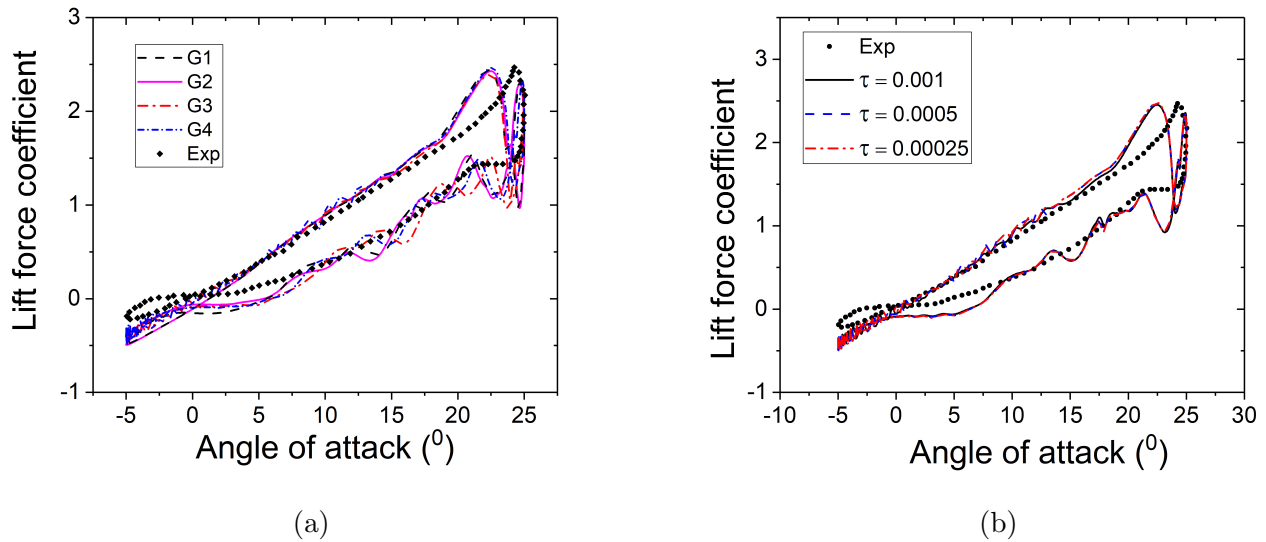 3
2
1
0
-1
-5
0
5
10
15
20
25
Lift force coefficient
Angle of attack (⁰)
G1
G2
G3
G4
Exp
(a)
3
2
1
0
-1
-10
-5
0
5
10
15
20
25
30
Lift force coefficient
Angle of attack (⁰)
Exp
τ = 0.001
τ = 0.0005
τ = 0.00025
(b)